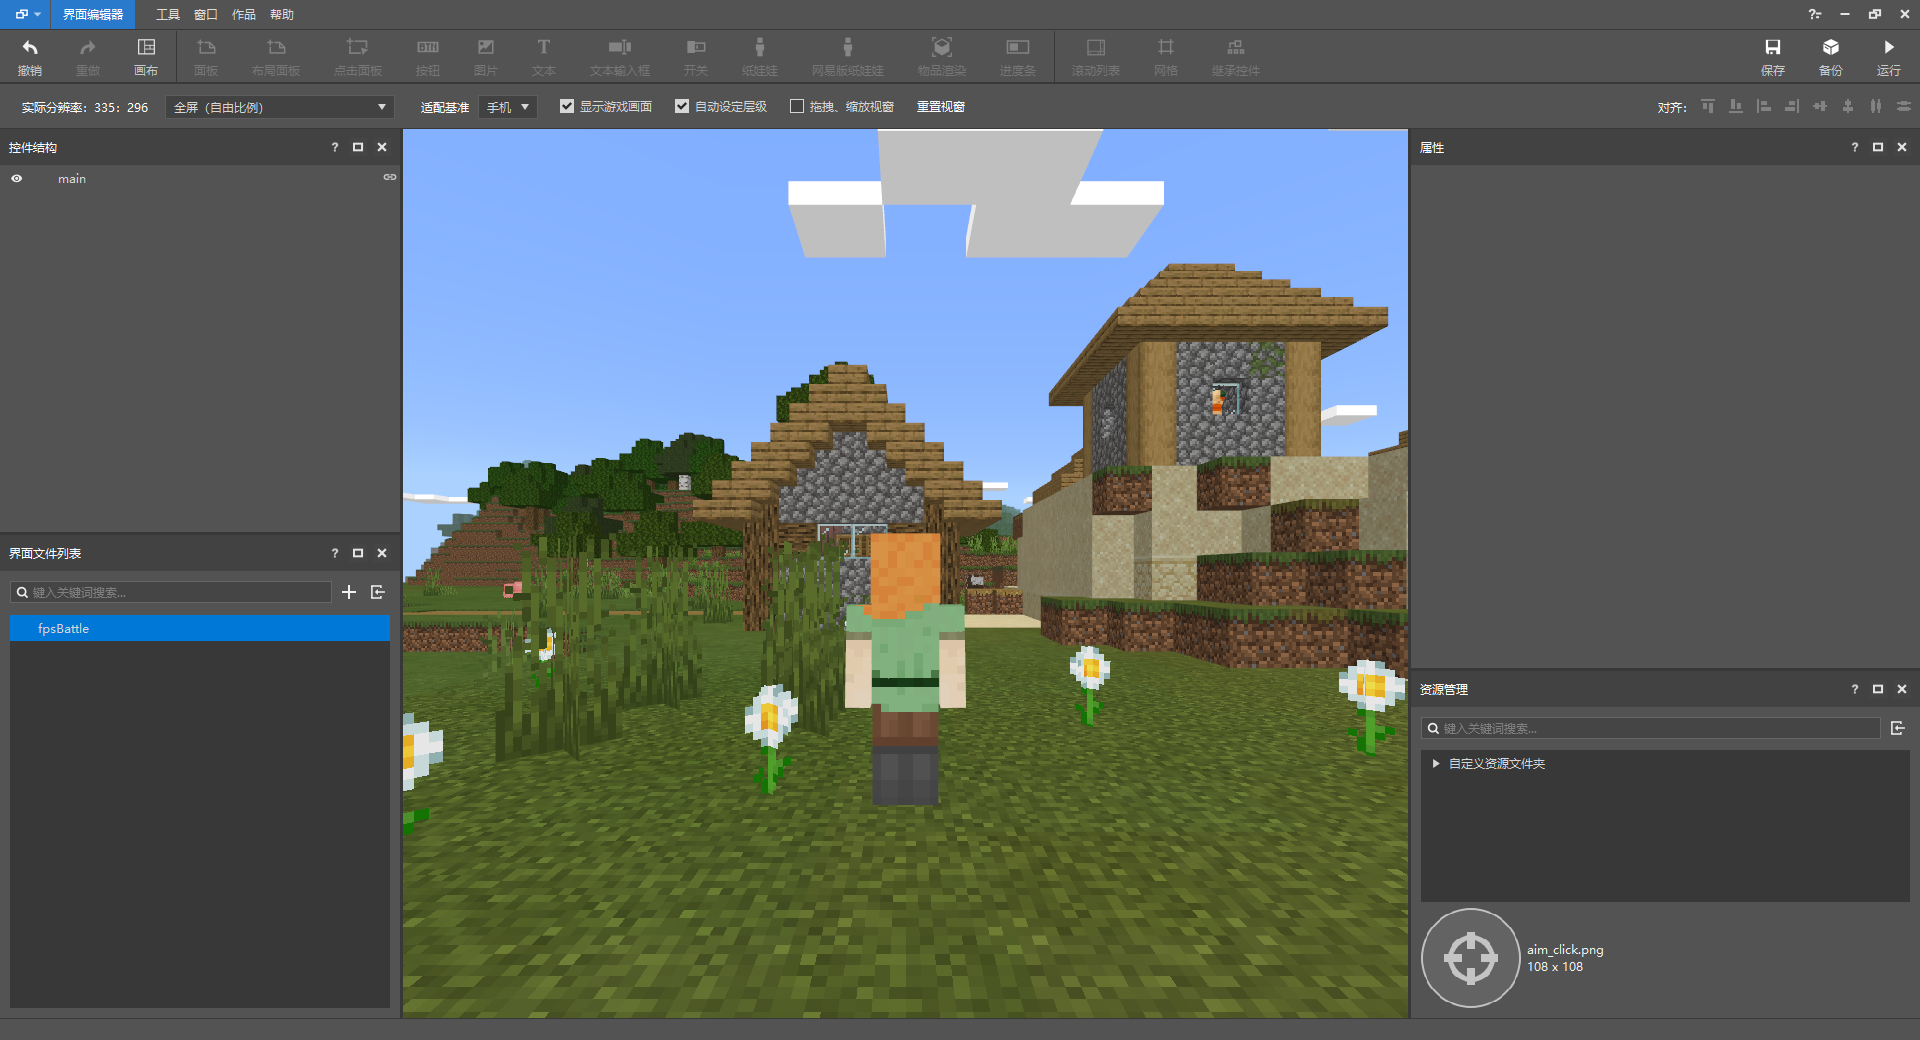 界面编辑器 工具 窗口 作品 帮助
撤销 重做 画布 面板 布局面板 点击面板 按钮 图片 文本 文本输入框 开关 纸娃娃 网易版纸娃娃 物品渲染 进度条 滚动列表 网格 继承控件 保存 备份 运行
BTN
T
实际分辨率: 335: 296 全屏（自由比例） 适配基准 手机 显示游戏画面 自动设定层级 拖拽、缩放视窗 重置视窗 对齐:
控件结构
main
界面文件列表
键入关键词搜索...
fpsBattle
属性
资源管理
键入关键词搜索...
自定义资源文件夹
aim_click.png
108 x 108